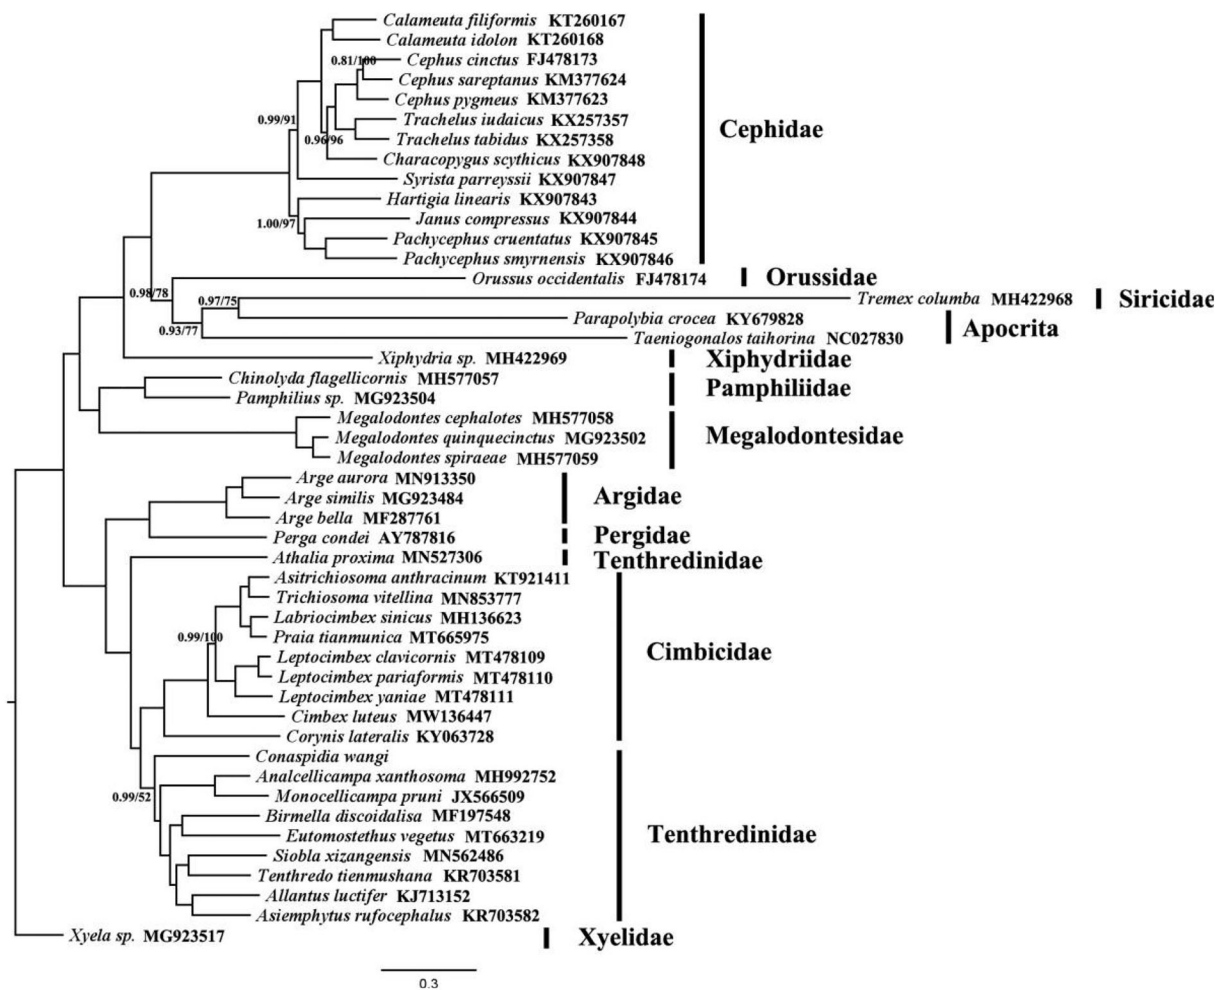 Calameuta filiformis KT260167
Calameuta idolon KT260168
0.81/100
Cephus cinctus FJ478173
Cephus sareptanus KM377624
Cephus pygmeus KM377623
0.99/91
Trachelus iudaicus KX257357
Cephidae
0.96/96
Trachelus tabidus KX257358
Characopygus scythicus KX907848
Syrista parreyssii KX907847
Hartigia linearis KX907843
1.00/97
Janus compressus KX907844
Pachycephus cruentatus KX907845
Pachycephus smyrnensis KX907846
Orussus occidentalis FJ478174
Orussidae
0.98/78
0.97/75
Tremex columba MH422968
Siricidae
Parapolybia crocea KY679828
Apocrita
0.93/77
Taeniogonalos taihorina NC027830
Xiphydria sp. MH422969
Xiphydriidae
Chinolyda flagellicornis MH577057
Pamphiliidae
Pamphilius sp. MG923504
Megalodontes cephalotes MH577058
Megalodontes quinquecinctus MG923502
Megalodontesidae
Megalodontes spiraeae MH577059
Arge aurora MN913350
Arge similis MG923484
Argidae
Arge bella MF287761
Perga condei AY787816
Pergidae
Athalia proxima MN527306
Tenthredinidae
Asitrichiosoma anthracinum KT921411
Trichiosoma vitellina MN853777
Labriocimbex sinicus MH136623
0.99/100
Praia tianmunica MT665975
Cimbicidae
Leptocimbex clavicornis MT478109
Leptocimbex pariaformis MT478110
Leptocimbex yaniae MT478111
Cimbex luteus MW136447
Corynis lateralis KY063728
Conaspidia wangi
Analcellicampa xanthosoma MH992752
0.99/52
Monocellicampa pruni JX566509
Birmella discoidalisa MF197548
Eutomostethus vegetus MT663219
Tenthredinidae
Siobla xizangensis MN562486
Tenthredo tienmushana KR703581
Allantus luctifer KJ713152
Asiemphytus rufocephalus KR703582
Xyela sp. MG923517
Xyelidae
0.3